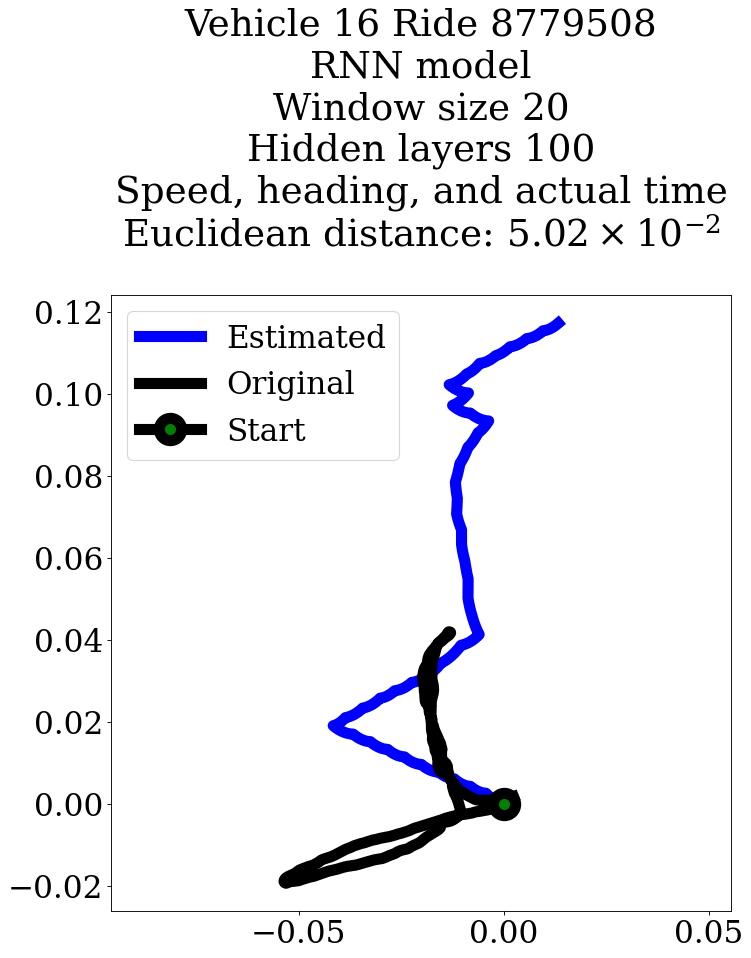 Vehicle 16 Ride 8779508
RNN model
Window size 20
Hidden layers 100
Speed, heading, and actual time
Euclidean distance: 5.02 × 10⁻²
Estimated
Original
Start
0.12
0.10
0.08
0.06
0.04
0.02
0.00
−0.02
−0.05 0.00 0.05